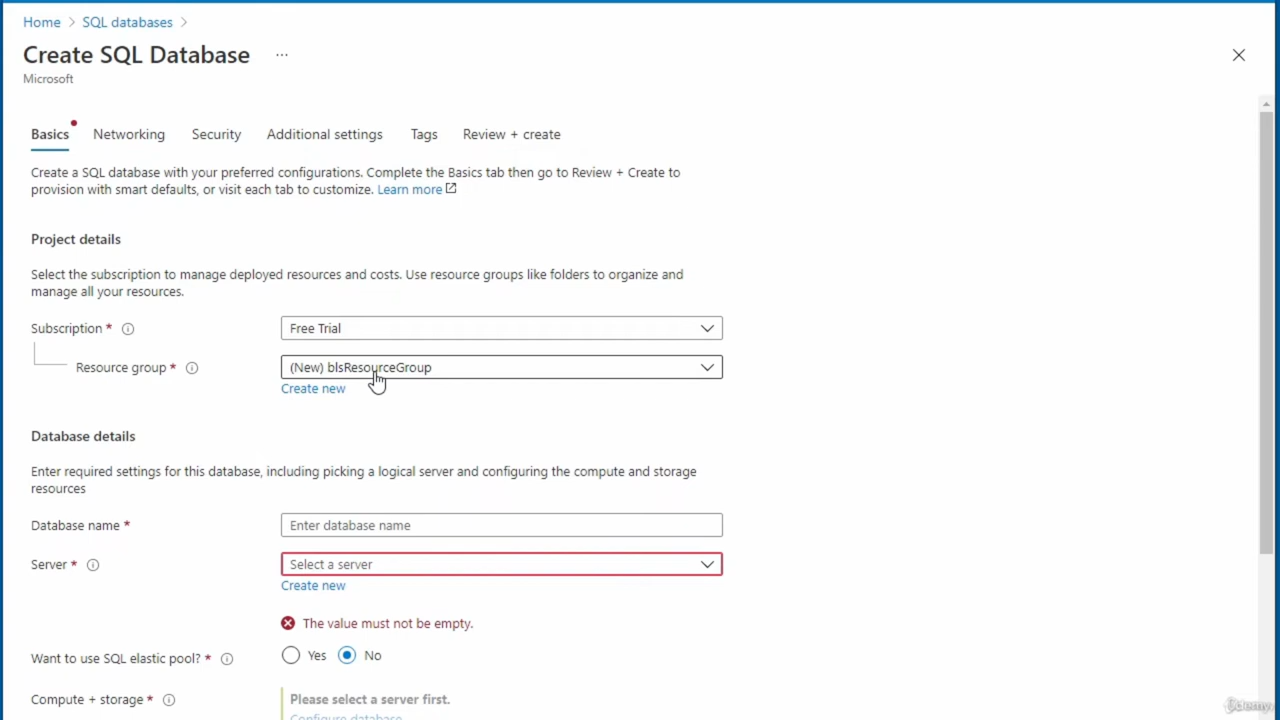 Home > SQL databases >
Create SQL Database ...
Microsoft
Basics Networking Security Additional settings Tags Review + create
Create a SQL database with your preferred configurations. Complete the Basics tab then go to Review + Create to
provision with smart defaults, or visit each tab to customize. Learn more
Project details
Select the subscription to manage deployed resources and costs. Use resource groups like folders to organize and
manage all your resources.
Subscription * Free Trial
Resource group * (New) blsResourceGroup
Create new
Database details
Enter required settings for this database, including picking a logical server and configuring the compute and storage
resources
Database name * Enter database name
Server * Select a server
Create new
The value must not be empty.
Want to use SQL elastic pool? * Yes No
Compute + storage * Please select a server first.
Configure database
Udemy